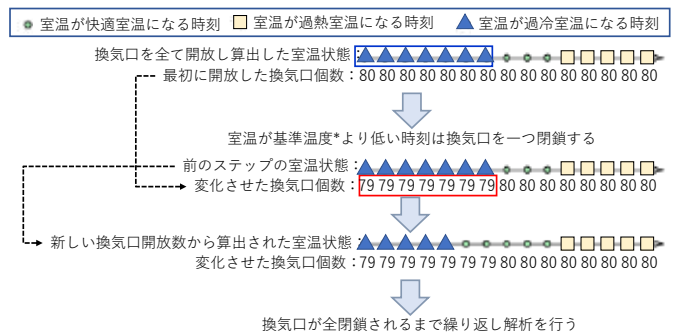 室温が快適室温になる時刻 室温が過熱室温になる時刻 室温が過冷室温になる時刻
換気口を全て開放し算出した室温状態：
最初に開放した換気口個数：80 80 80 80 80 80 80 80 80 80 80 80 80 80 80
室温が基準温度*より低い時刻は換気口を一つ閉鎖する
前のステップの室温状態：
変化させた換気口個数：79 79 79 79 79 79 79 80 80 80 80 80 80 80 80
新しい換気口開放数から算出された室温状態：
変化させた換気口個数：79 79 79 79 79 79 79 80 80 80 80 80 80 80 80
換気口が全閉鎖されるまで繰り返し解析を行う